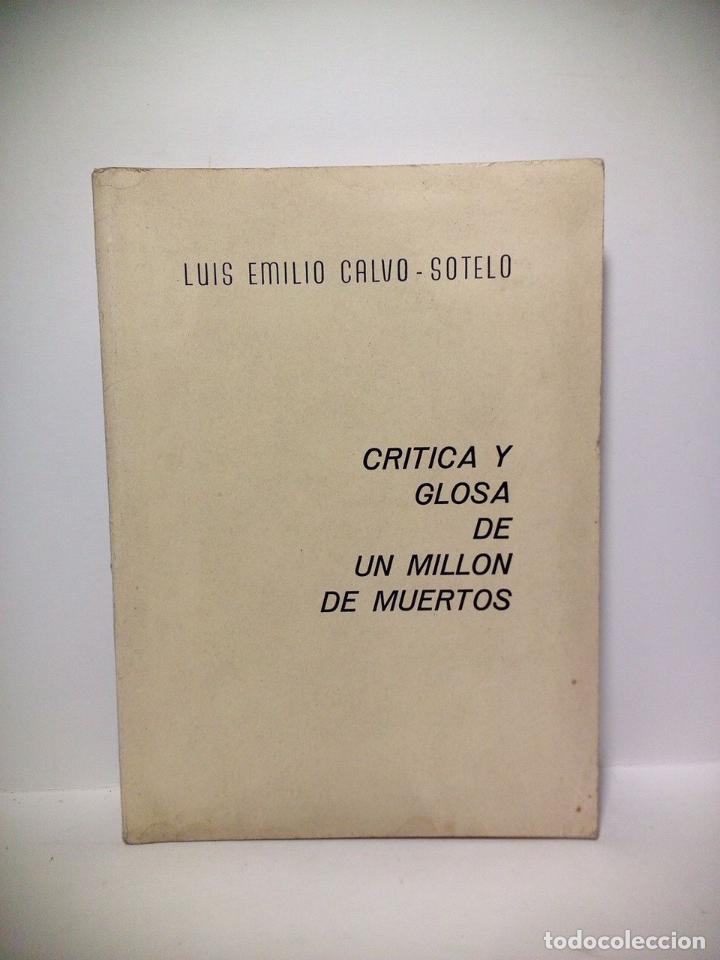 LUIS EMILIO CALVO - SOTELO
CRITICA Y
GLOSA
DE
UN MILLON
DE MUERTOS
todocoleccion